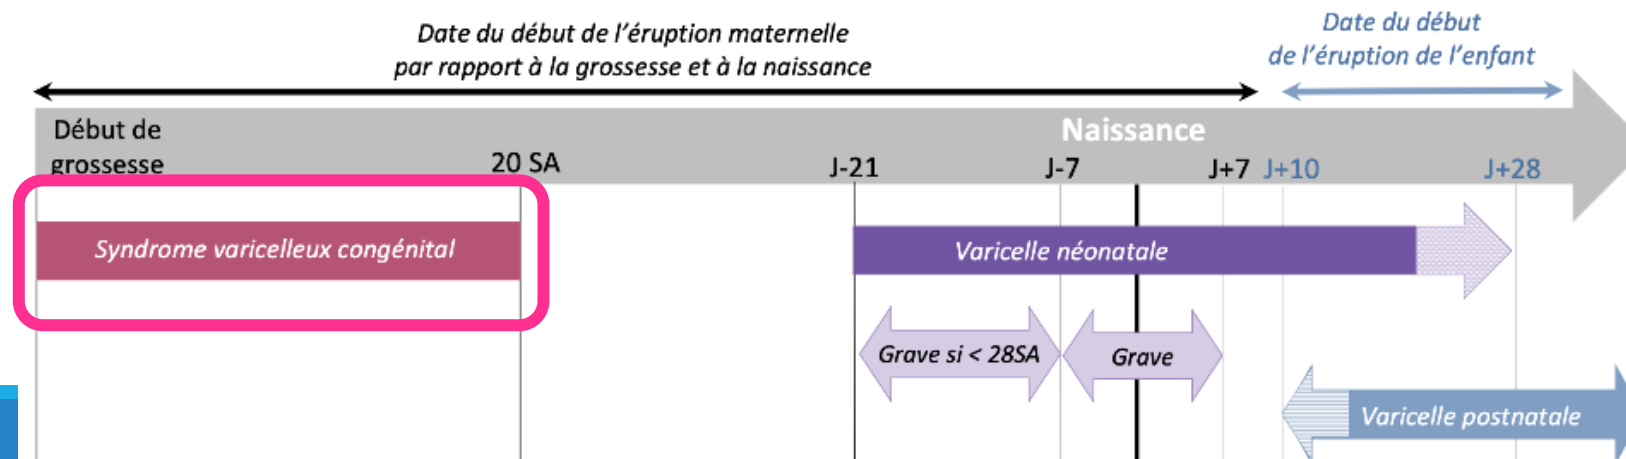 Date du début de l'éruption maternelle
par rapport à la grossesse et à la naissance
Date du début
de l'éruption de l'enfant
Début de
grossesse
20 SA
J-21
J-7
Naissance
J+7
J+10
J+28
Syndrome varicelleux congénital
Varicelle néonatale
Grave si < 28SA
Grave
Varicelle postnatale